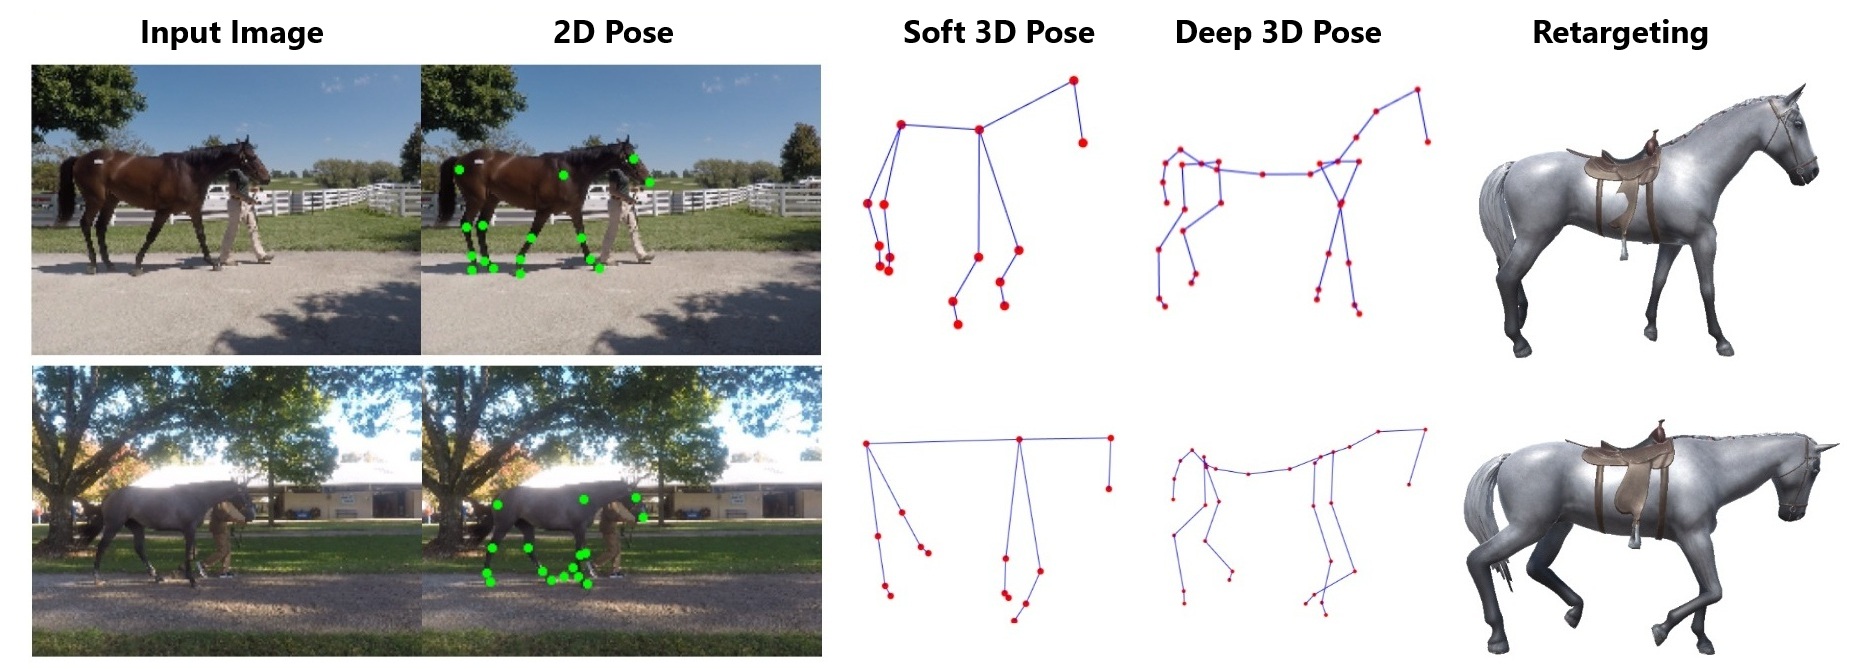 Input Image
2D Pose
Soft 3D Pose
Deep 3D Pose
Retargeting